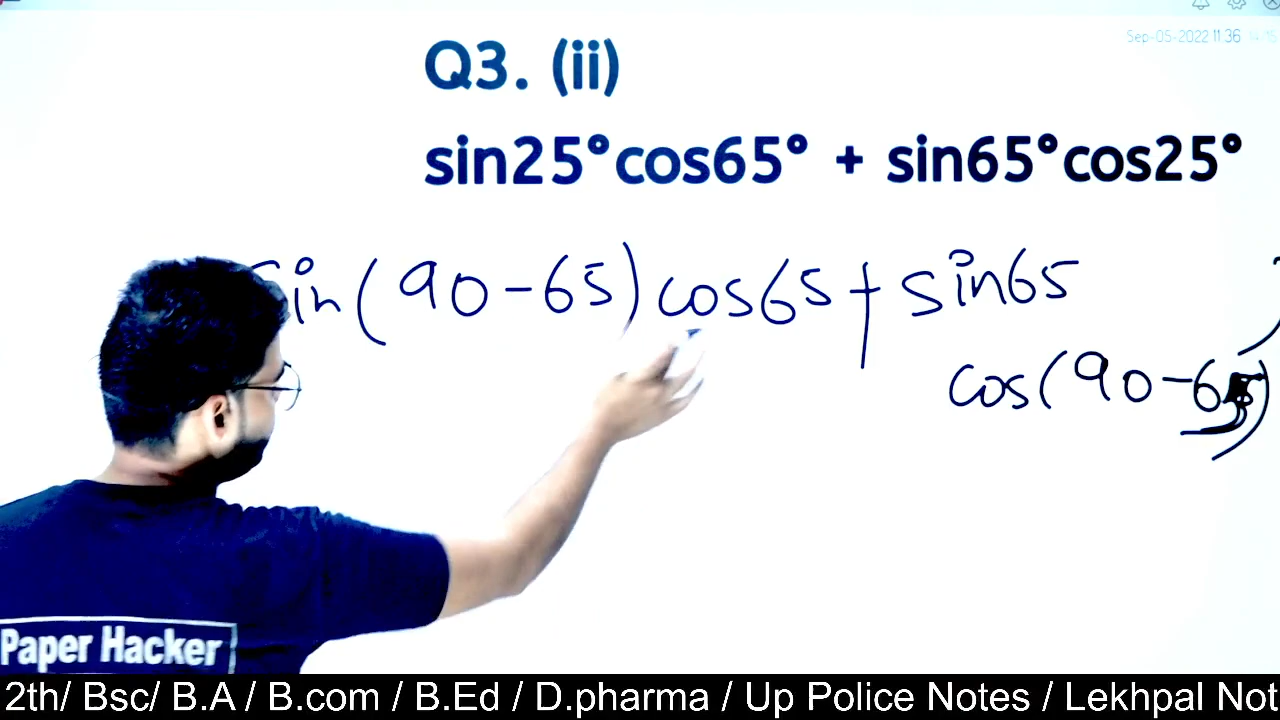 Sep-05-2022 11:36
Q3. (ii)
sin25°cos65° + sin65°cos25°
sin(90-65)cos65+sin65
cos(90-65)
Paper Hacker
2th/ Bsc/ B.A / B.com / B.Ed / D.pharma / Up Police Notes / Lekhpal Not